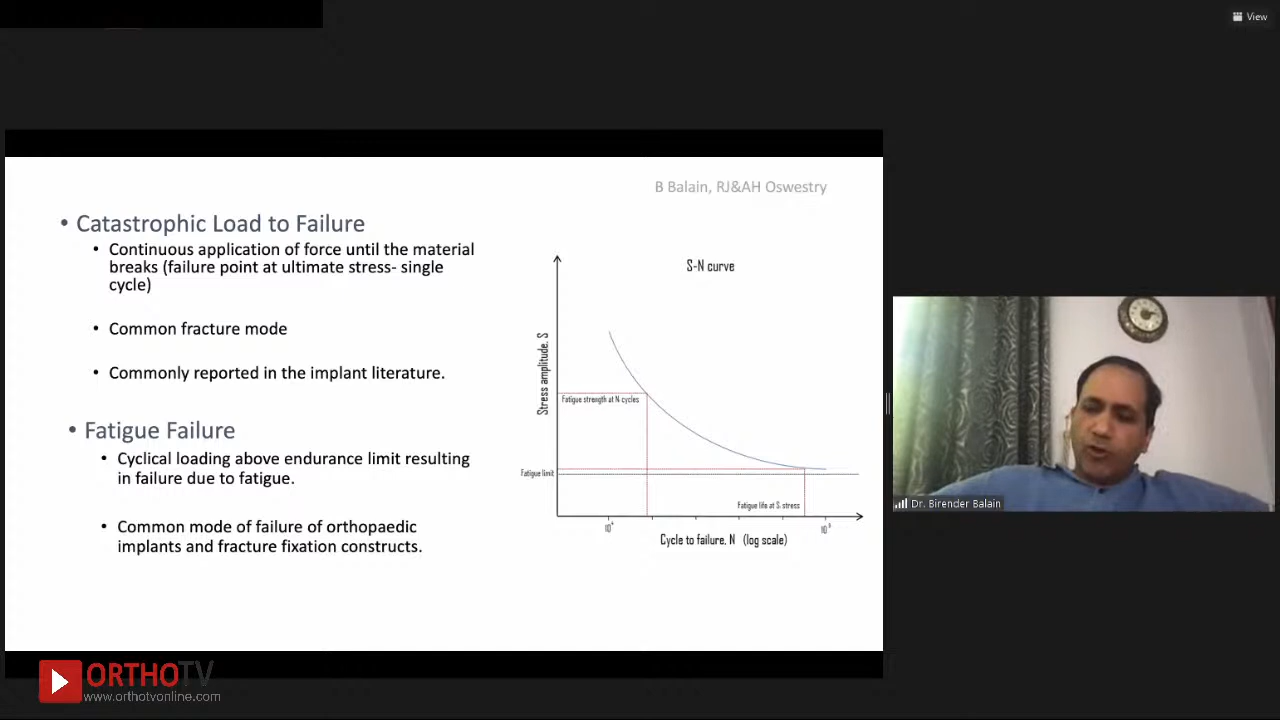 View
B Balain, RJ&AH Oswestry
• Catastrophic Load to Failure
• Continuous application of force until the material
breaks (failure point at ultimate stress- single
cycle)
• Common fracture mode
• Commonly reported in the implant literature.
• Fatigue Failure
• Cyclical loading above endurance limit resulting
in failure due to fatigue.
• Common mode of failure of orthopaedic
implants and fracture fixation constructs.
S-N curve
Stress amplitude, S
Fatigue strength at N cycles
Fatigue limit
Fatigue life at S stress
Cycle to failure, N (log scale)
Dr. Birender Balain
ORTHOTV
www.orthotvonline.com